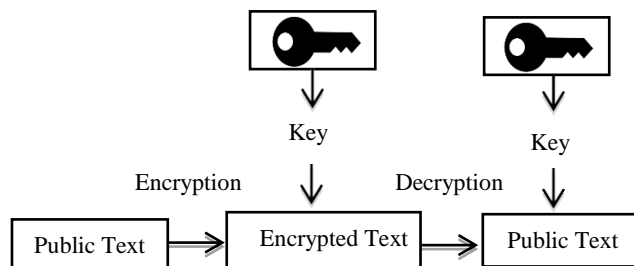 Key
Key
Encryption
Decryption
Public Text
Encrypted Text
Public Text